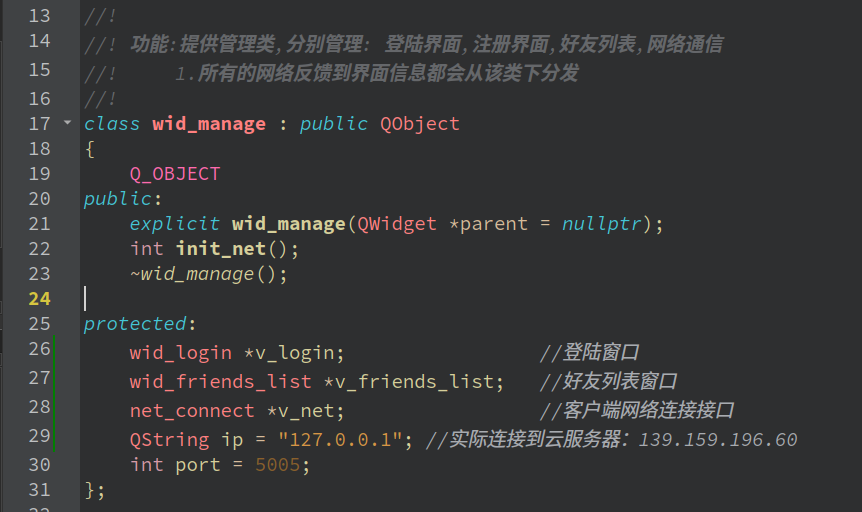 13 //!
14 //! 功能:提供管理类,分别管理: 登陆界面,注册界面,好友列表,网络通信
15 //!     1.所有的网络反馈到界面信息都会从该类下分发
16 //!
17 class wid_manage : public QObject
18 {
19     Q_OBJECT
20 public:
21     explicit wid_manage(QWidget *parent = nullptr);
22     int init_net();
23     ~wid_manage();
24
25 protected:
26     wid_login *v_login;                 //登陆窗口
27     wid_friends_list *v_friends_list;   //好友列表窗口
28     net_connect *v_net;                 //客户端网络连接接口
29     QString ip = "127.0.0.1"; //实际连接到云服务器：139.159.196.60
30     int port = 5005;
31 };